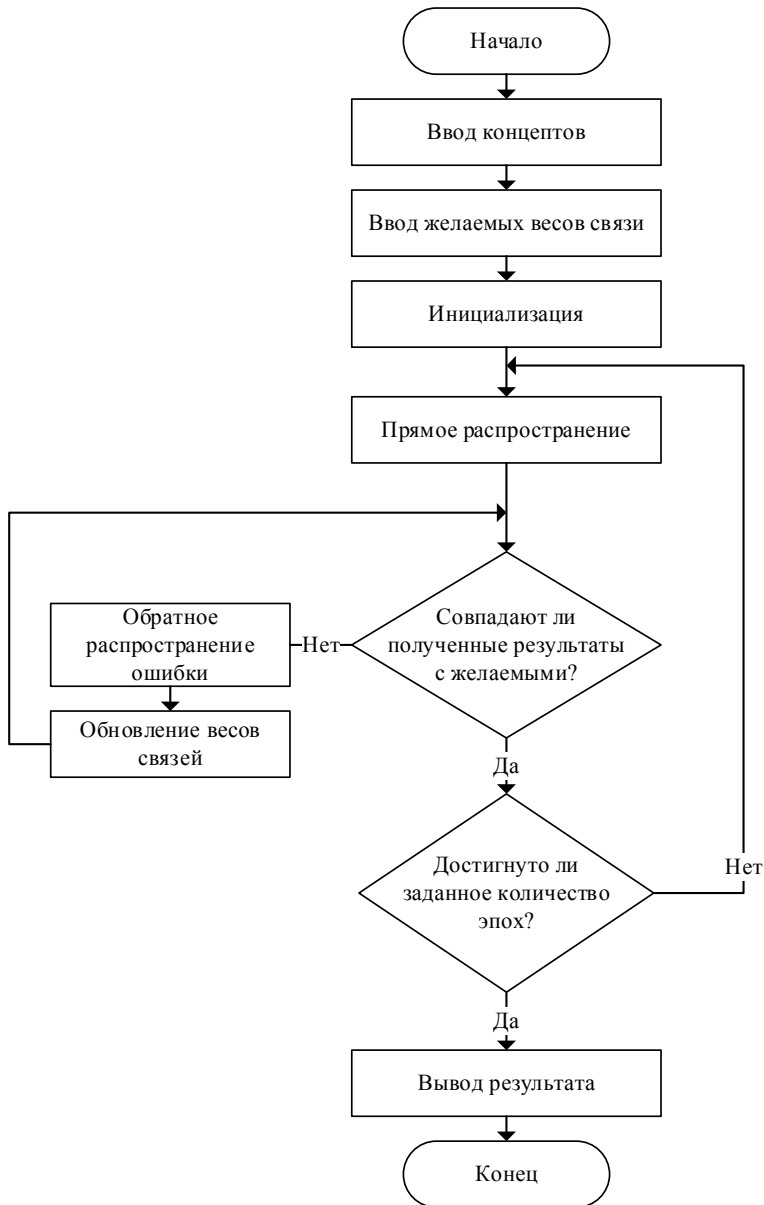 Начало
Ввод концептов
Ввод желаемых весов связи
Инициализация
Прямое распространение
Совпадают ли
полученные результаты
с желаемыми?
Нет
Обратное
распространение
ошибки
Обновление весов
связей
Да
Достигнуто ли
заданное количество
эпох?
Нет
Да
Вывод результата
Конец